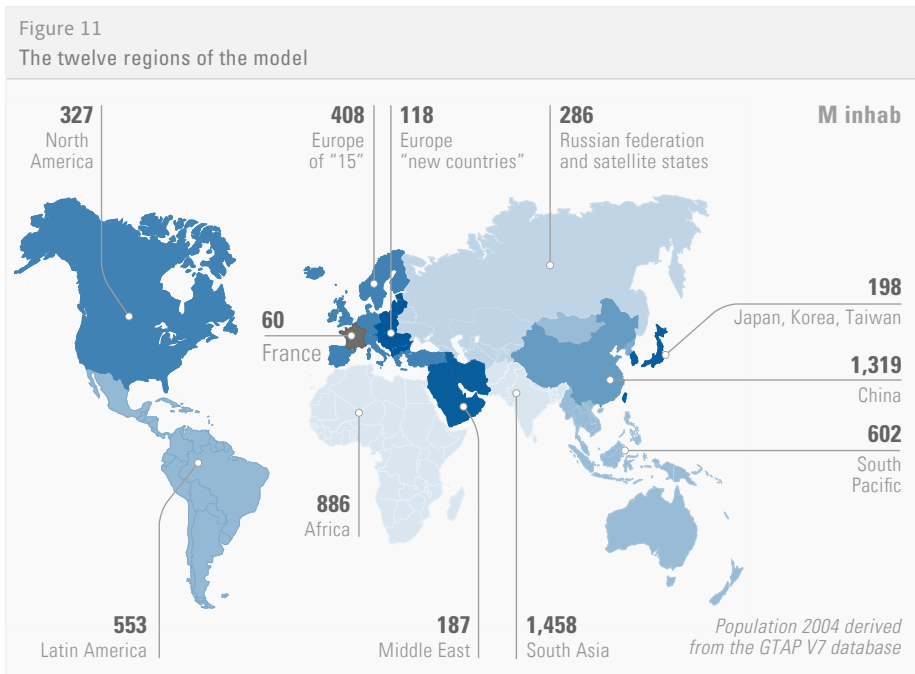 Figure 11
The twelve regions of the model
327
North
America
408
Europe
of "15"
118
Europe
"new countries"
286
Russian federation
and satellite states
M inhab
198
Japan, Korea, Taiwan
60
France
1,319
China
602
South
Pacific
886
Africa
553
Latin America
187
Middle East
1,458
South Asia
Population 2004 derived
from the GTAP V7 database